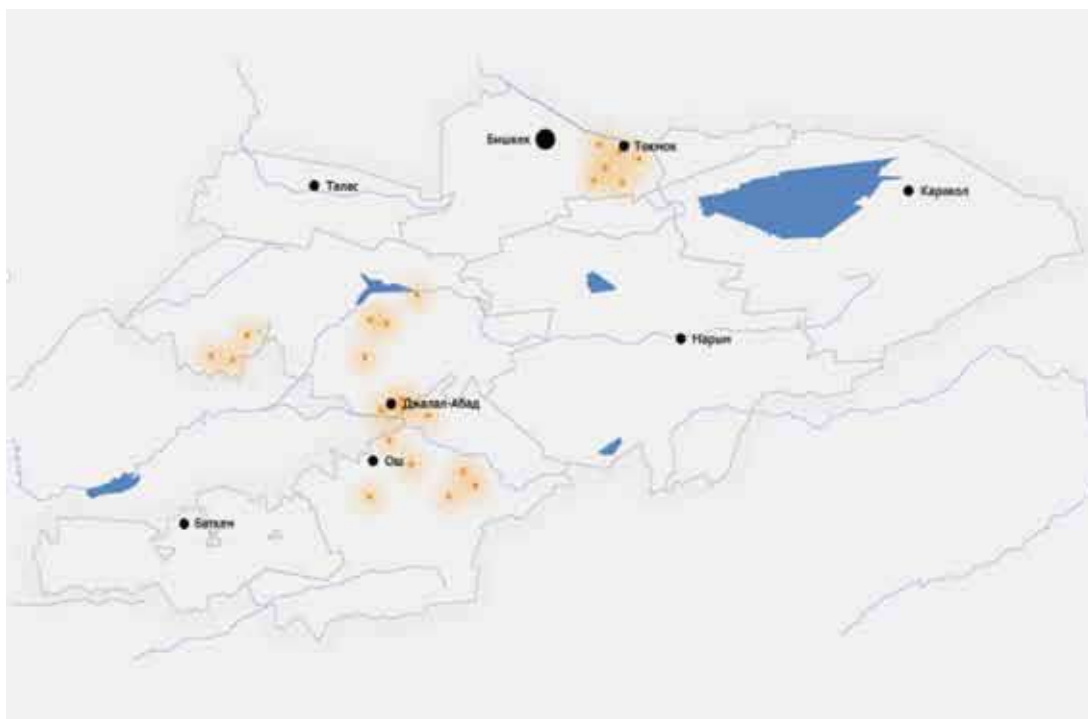 Бишкек
Токмок
Талас
Каракол
Нарын
Джалал-Абад
Ош
Баткен